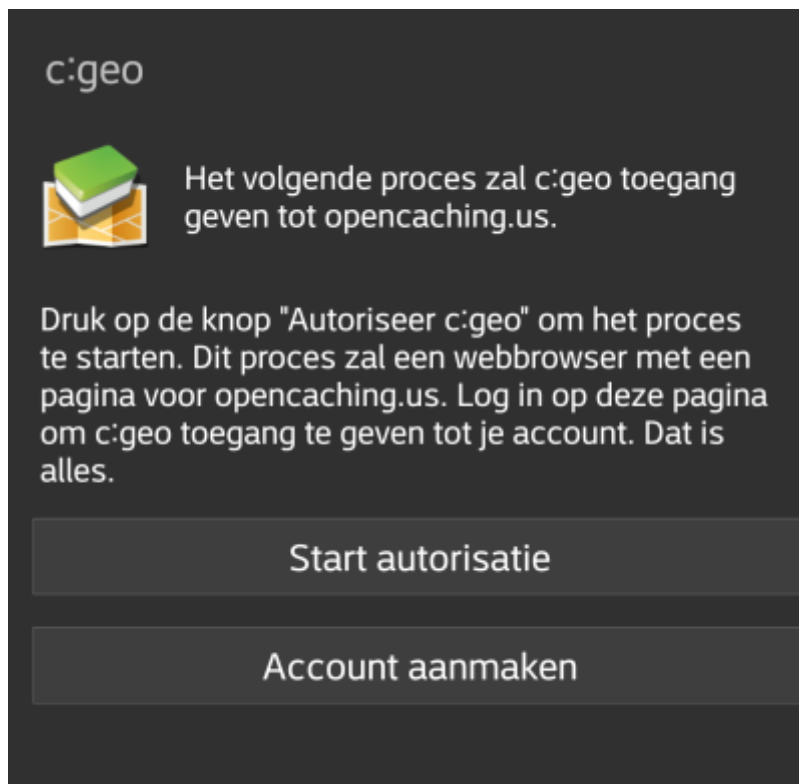 c:geo
Het volgende proces zal c:geo toegang
geven tot opencaching.us.
Druk op de knop "Autoriseer c:geo" om het proces
te starten. Dit proces zal een webbrowser met een
pagina voor opencaching.us. Log in op deze pagina
om c:geo toegang te geven tot je account. Dat is
alles.
Start autorisatie
Account aanmaken